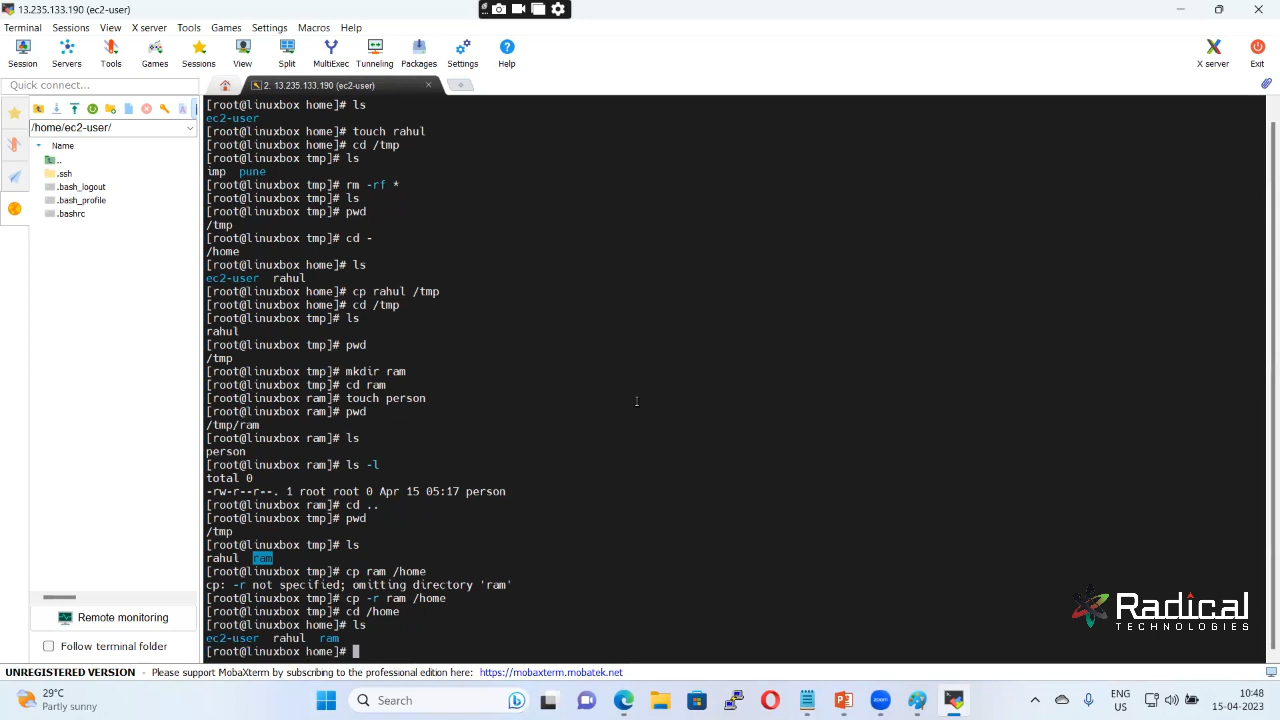 13.235.133.190 (ec2-user)
Terminal Sessions View X server Tools Games Settings Macros Help
Session Servers Tools Games Sessions View Split MultiExec Tunneling Packages Settings Help X server Exit
Quick connect...
2. 13.235.133.190 (ec2-user)
/home/ec2-user/
Name
..
.ssh
.bash_logout
.bash_profile
.bashrc
[root@linuxbox home]# ls
ec2-user
[root@linuxbox home]# touch rahul
[root@linuxbox home]# cd /tmp
[root@linuxbox tmp]# ls
imp pune
[root@linuxbox tmp]# rm -rf *
[root@linuxbox tmp]# ls
[root@linuxbox tmp]# pwd
/tmp
[root@linuxbox tmp]# cd -
/home
[root@linuxbox home]# ls
ec2-user rahul
[root@linuxbox home]# cp rahul /tmp
[root@linuxbox home]# cd /tmp
[root@linuxbox tmp]# ls
rahul
[root@linuxbox tmp]# pwd
/tmp
[root@linuxbox tmp]# mkdir ram
[root@linuxbox tmp]# cd ram
[root@linuxbox ram]# touch person
[root@linuxbox ram]# pwd
/tmp/ram
[root@linuxbox ram]# ls
person
[root@linuxbox ram]# ls -l
total 0
-rw-r--r--. 1 root root 0 Apr 15 05:17 person
[root@linuxbox ram]# cd ..
[root@linuxbox tmp]# pwd
/tmp
[root@linuxbox tmp]# ls
rahul ram
[root@linuxbox tmp]# cp ram /home
cp: -r not specified; omitting directory 'ram'
[root@linuxbox tmp]# cp -r ram /home
[root@linuxbox tmp]# cd /home
[root@linuxbox home]# ls
ec2-user rahul ram
[root@linuxbox home]#
Radical
TECHNOLOGIES
Remote monitoring
Follow terminal folder
UNREGISTERED VERSION - Please support MobaXterm by subscribing to the professional edition here: https://mobaxterm.mobatek.net
29°C
Partly sunny
Search
ENG
US
10:48
15-04-2023